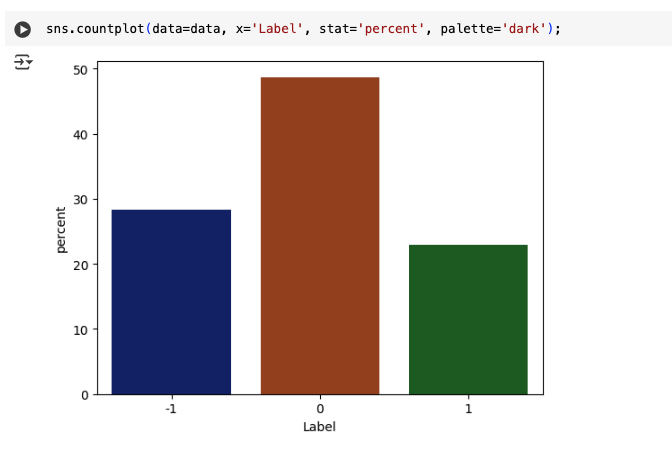 sns.countplot(data=data, x='Label', stat='percent', palette='dark');
50
40
30
20
10
0
percent
-1 0 1
Label